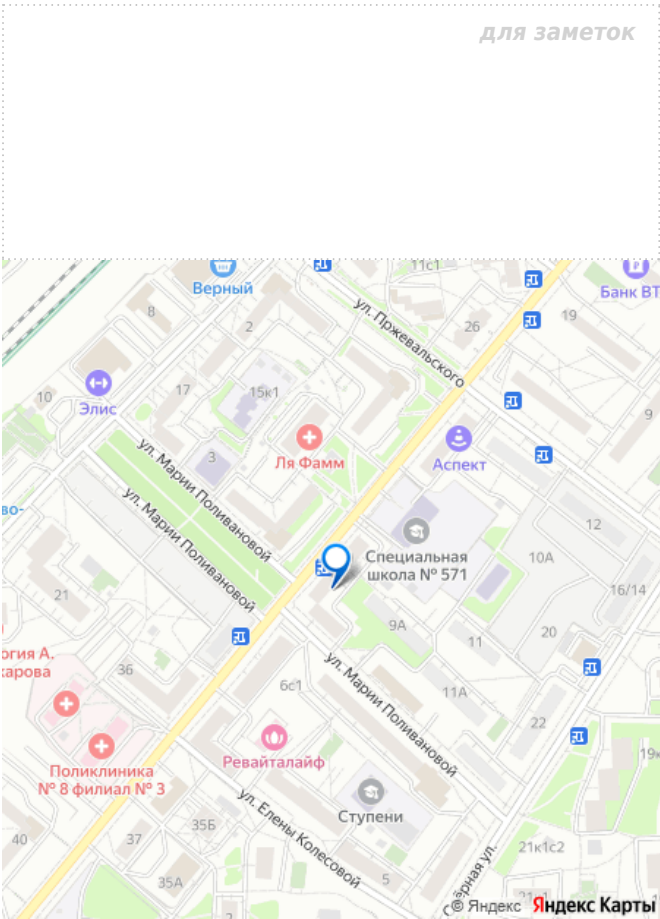 для заметок
11с1
Верный
Банк ВТ
8
2
ул. Пржевальского
26
19
17
15к1
10
Элис
9
3
Ля Фамм
Аспект
ул. Марии Поливановой
ул. Марии Поливановой
во-
12
Специальная
школа № 571
10А
16/14
21
9А
11
20
огия А.
карова
36
6с1
ул. Марии Поливановой
11А
22
Поликлиника
№ 8 филиал № 3
Ревайталайф
19к
Ступени
ул. Елены Колесовой
40
37
35Б
21к1с2
35А
5
2
© Яндекс Яндекс Карты